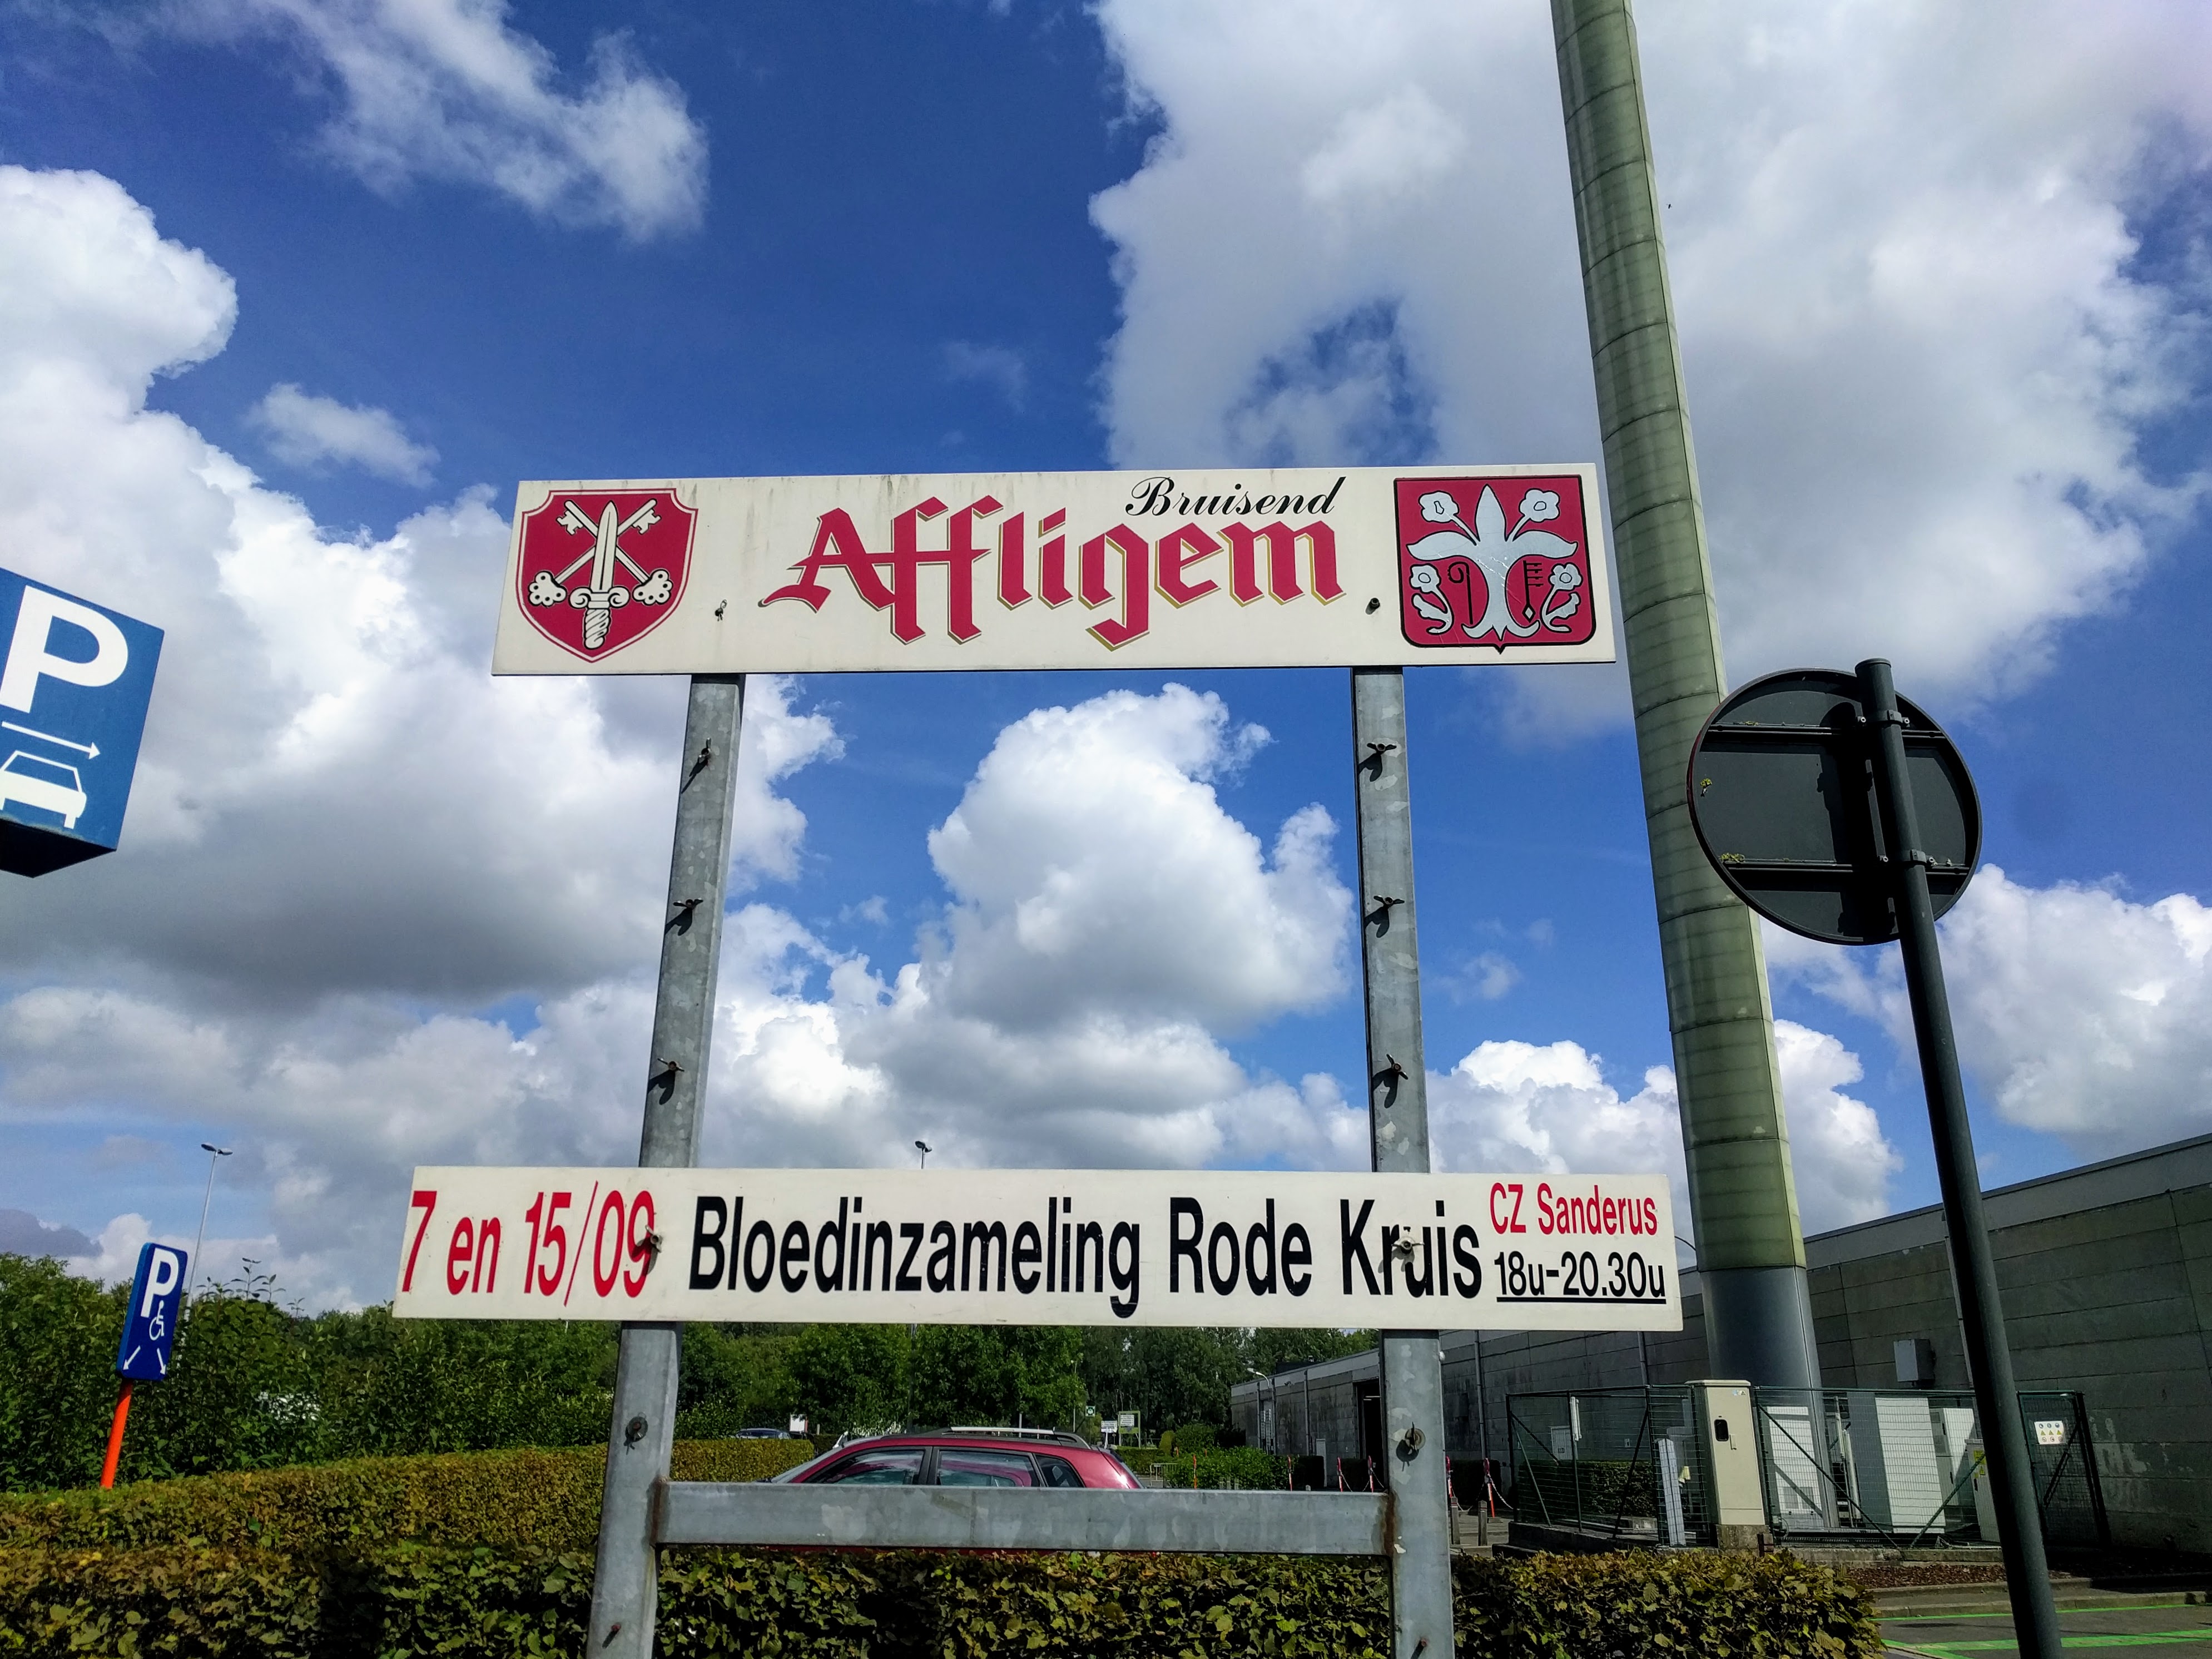 Bruisend
Affligem
P
7 en 15/09 Bloedinzameling Rode Kruis
CZ Sanderus
18u-20.30u
P